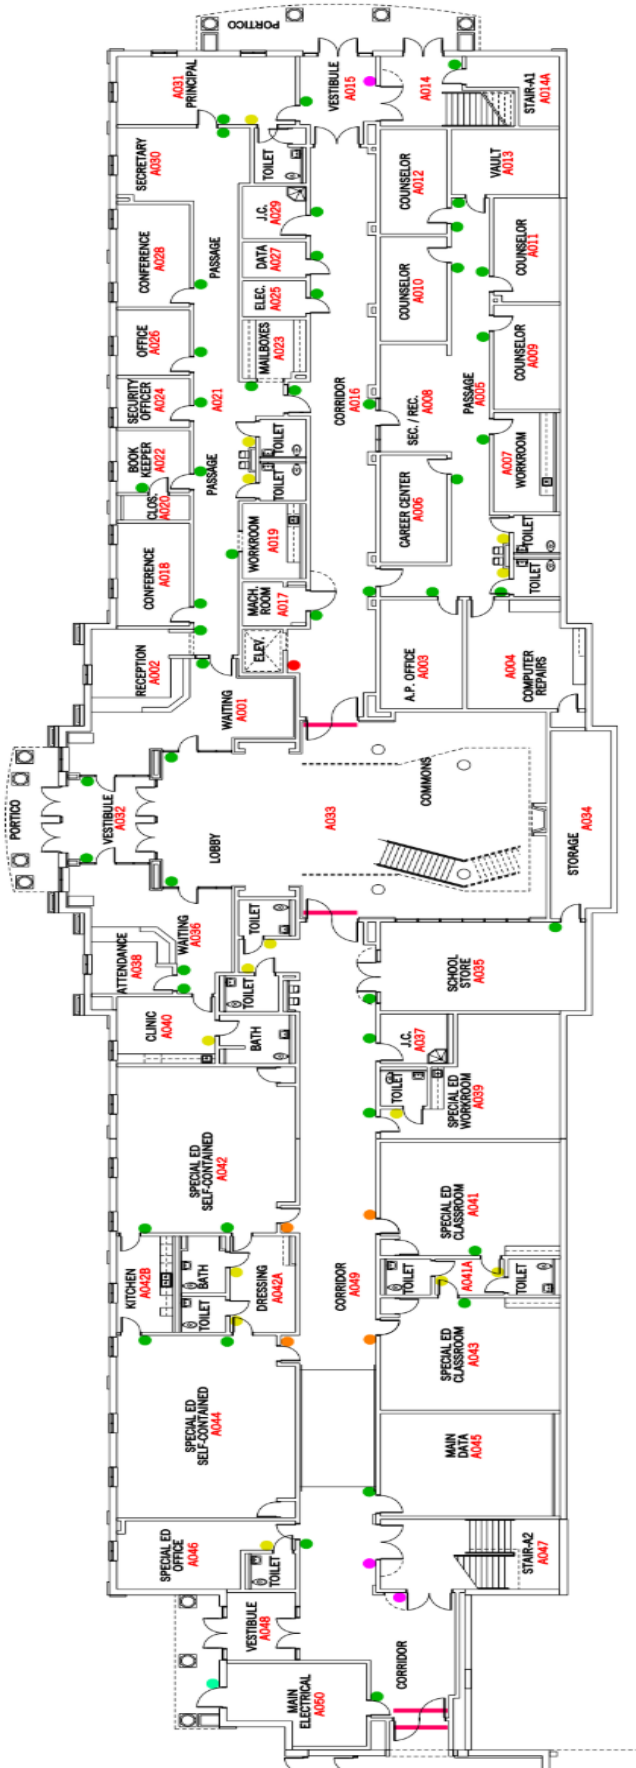 PORTICO
PRINCIPAL
A031
VESTIBULE
A015
A014
STAIR-A1
A014A
SECRETARY
A030
TOILET
J.C.
A029
COUNSELOR
A012
VAULT
A013
CONFERENCE
A028
PASSAGE
DATA
A027
ELEC.
A025
COUNSELOR
A010
COUNSELOR
A011
OFFICE
A026
MAILBOXES
A023
COUNSELOR
A009
SECURITY
OFFICER
A024
A021
CORRIDOR
A016
SEC. / REC.
A008
PASSAGE
A005
BOOK
KEEPER
A022
PASSAGE
TOILET
TOILET
CLOS.
A020
CAREER CENTER
A006
A007
WORKROOM
CONFERENCE
A018
WORKROOM
A019
TOILET
TOILET
MACH.
ROOM
A017
RECEPTION
A002
ELEV.
A.P. OFFICE
A003
A004
COMPUTER
REPAIRS
WAITING
A001
PORTICO
VESTIBULE
A032
LOBBY
A033
COMMONS
STORAGE
A034
ATTENDANCE
A038
WAITING
A036
TOILET
TOILET
SCHOOL
STORE
A035
CLINIC
A040
BATH
J.C.
A037
TOILET
SPECIAL ED
WORKROOM
A039
SPECIAL ED
SELF-CONTAINED
A042
SPECIAL ED
CLASSROOM
A041
KITCHEN
A042B
BATH
TOILET
DRESSING
A042A
CORRIDOR
A049
TOILET
A041A
TOILET
SPECIAL ED
SELF-CONTAINED
A044
SPECIAL ED
CLASSROOM
A043
MAIN
DATA
A045
SPECIAL ED
OFFICE
A046
TOILET
STAIR-A2
A047
VESTIBULE
A048
CORRIDOR
MAIN
ELECTRICAL
A050